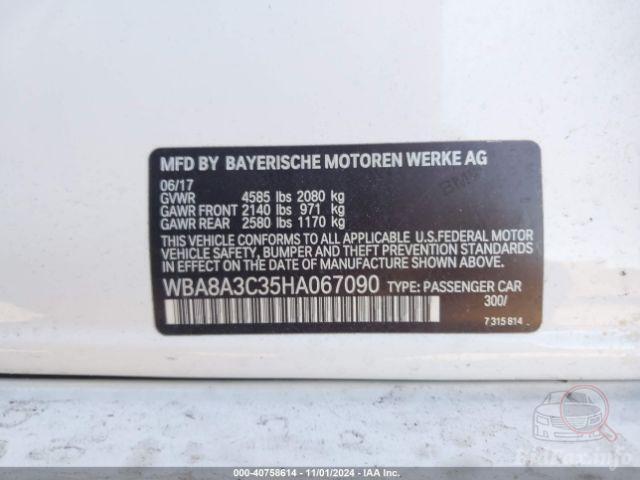 MFD BY BAYERISCHE MOTOREN WERKE AG
06/17
GVWR 4585 lbs 2080 kg
GAWR FRONT 2140 lbs 971 kg
GAWR REAR 2580 lbs 1170 kg
THIS VEHICLE CONFORMS TO ALL APPLICABLE U.S.FEDERAL MOTOR
VEHICLE SAFETY, BUMPER, AND THEFT PREVENTION STANDARDS
IN EFFECT ON THE DATE OF MANUFACTURE SHOWN ABOVE.
WBA8A3C35HA067090 TYPE: PASSENGER CAR
300/
7 315 814
BidFax.info
000-40758614 - 11/01/2024 - IAA Inc.